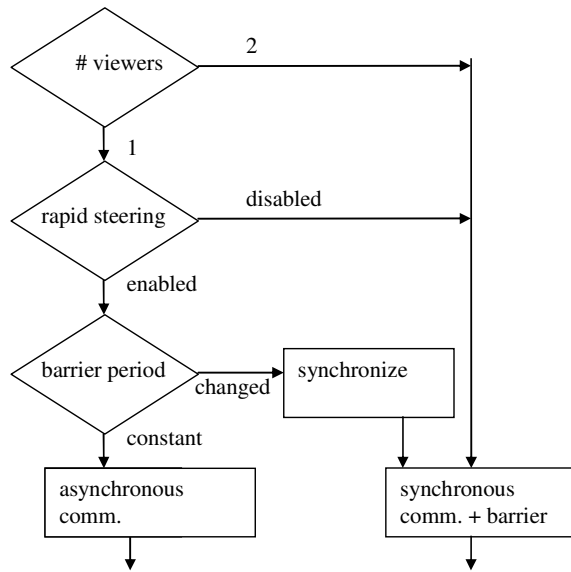 # viewers
2
1
rapid steering
disabled
enabled
barrier period
changed
synchronize
constant
asynchronous
comm.
synchronous
comm. + barrier